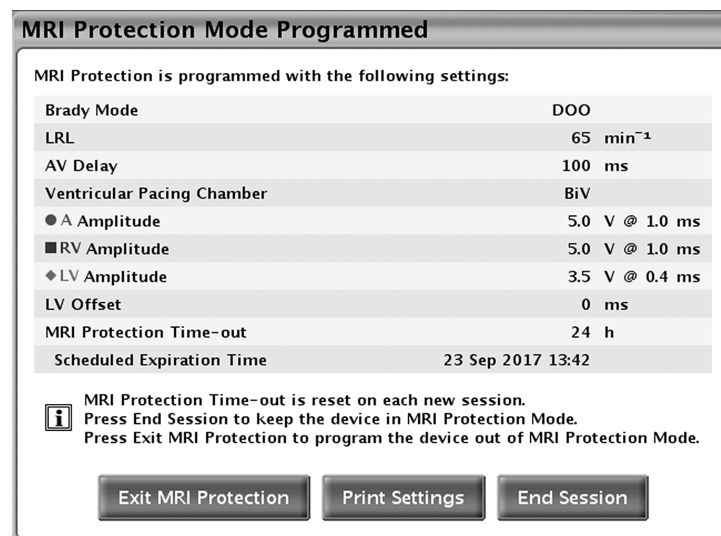 MRI Protection Mode Programmed
MRI Protection is programmed with the following settings:
Brady Mode DOO
LRL 65 min⁻¹
AV Delay 100 ms
Ventricular Pacing Chamber BiV
A Amplitude 5.0 V @ 1.0 ms
RV Amplitude 5.0 V @ 1.0 ms
LV Amplitude 3.5 V @ 0.4 ms
LV Offset 0 ms
MRI Protection Time-out 24 h
Scheduled Expiration Time 23 Sep 2017 13:42
MRI Protection Time-out is reset on each new session.
Press End Session to keep the device in MRI Protection Mode.
Press Exit MRI Protection to program the device out of MRI Protection Mode.
Exit MRI Protection Print Settings End Session